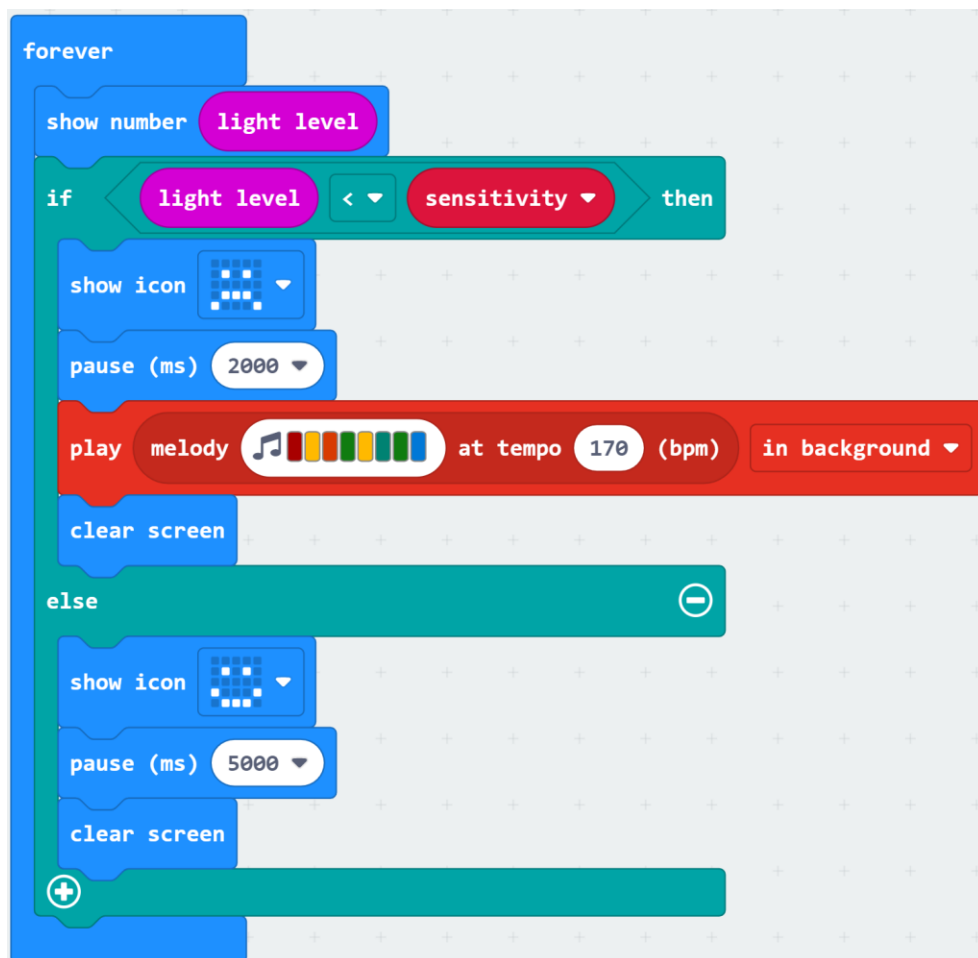 forever
show number light level
if light level < sensitivity then
show icon
pause (ms) 2000
play melody at tempo 170 (bpm) in background
clear screen
else
show icon
pause (ms) 5000
clear screen